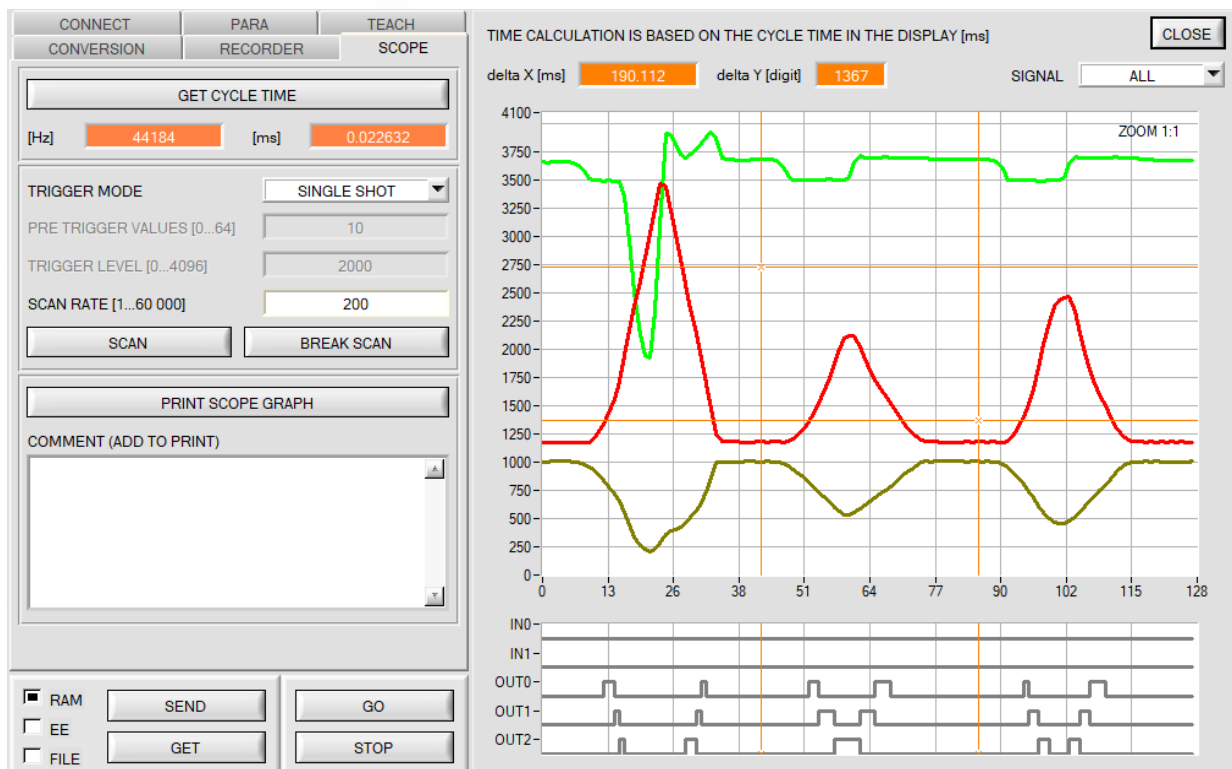 CONNECT PARA TEACH
CONVERSION RECORDER SCOPE
GET CYCLE TIME
[Hz] 44184 [ms] 0.022632
TRIGGER MODE SINGLE SHOT
PRE TRIGGER VALUES [0...64] 10
TRIGGER LEVEL [0...4096] 2000
SCAN RATE [1...60 000] 200
SCAN BREAK SCAN
PRINT SCOPE GRAPH
COMMENT (ADD TO PRINT)
RAM
EE
FILE
SEND
GET
GO
STOP
TIME CALCULATION IS BASED ON THE CYCLE TIME IN THE DISPLAY [ms]
CLOSE
delta X [ms] 190.112 delta Y [digit] 1367 SIGNAL ALL
ZOOM 1:1
4100
3750
3500
3250
3000
2750
2500
2250
2000
1750
1500
1250
1000
750
500
250
0
0 13 26 38 51 64 77 90 102 115 128
IN0
IN1
OUT0
OUT1
OUT2